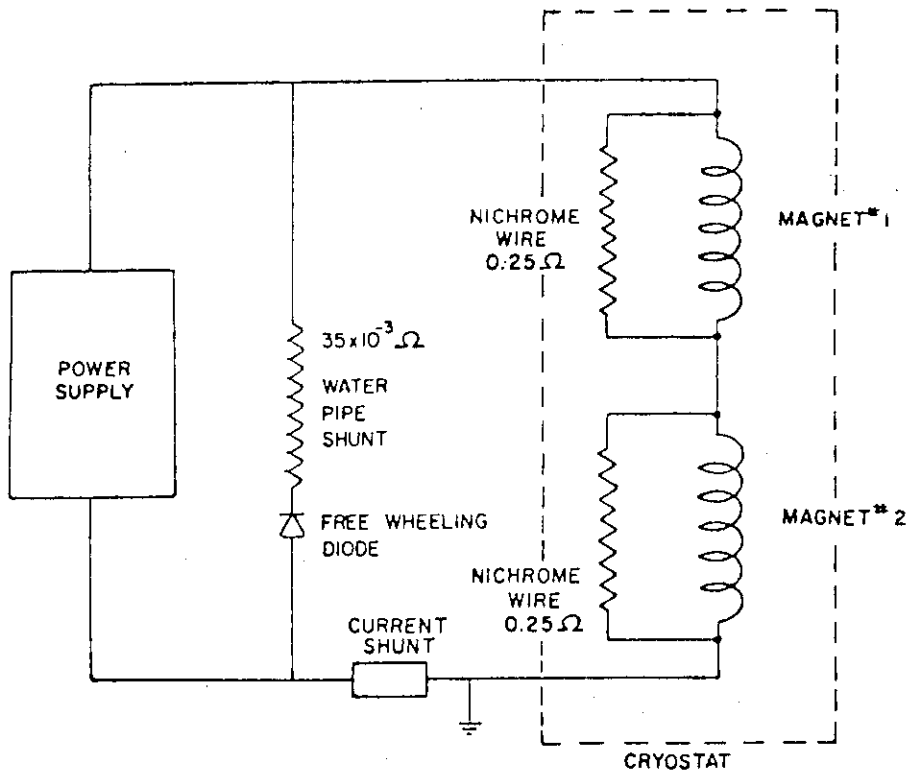 NICHROME
WIRE
0.25Ω
MAGNET #1
POWER
SUPPLY
35x10⁻³ Ω
WATER
PIPE
SHUNT
FREE WHEELING
DIODE
MAGNET #2
NICHROME
WIRE
0.25Ω
CURRENT
SHUNT
CRYOSTAT